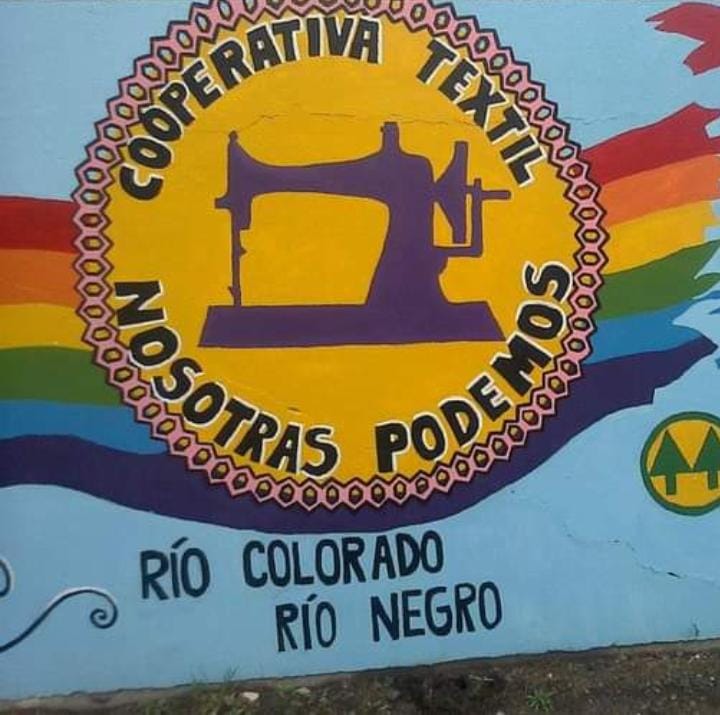 COOPERATIVA TEXTIL
NOSOTRAS PODEMOS
RÍO COLORADO
RÍO NEGRO